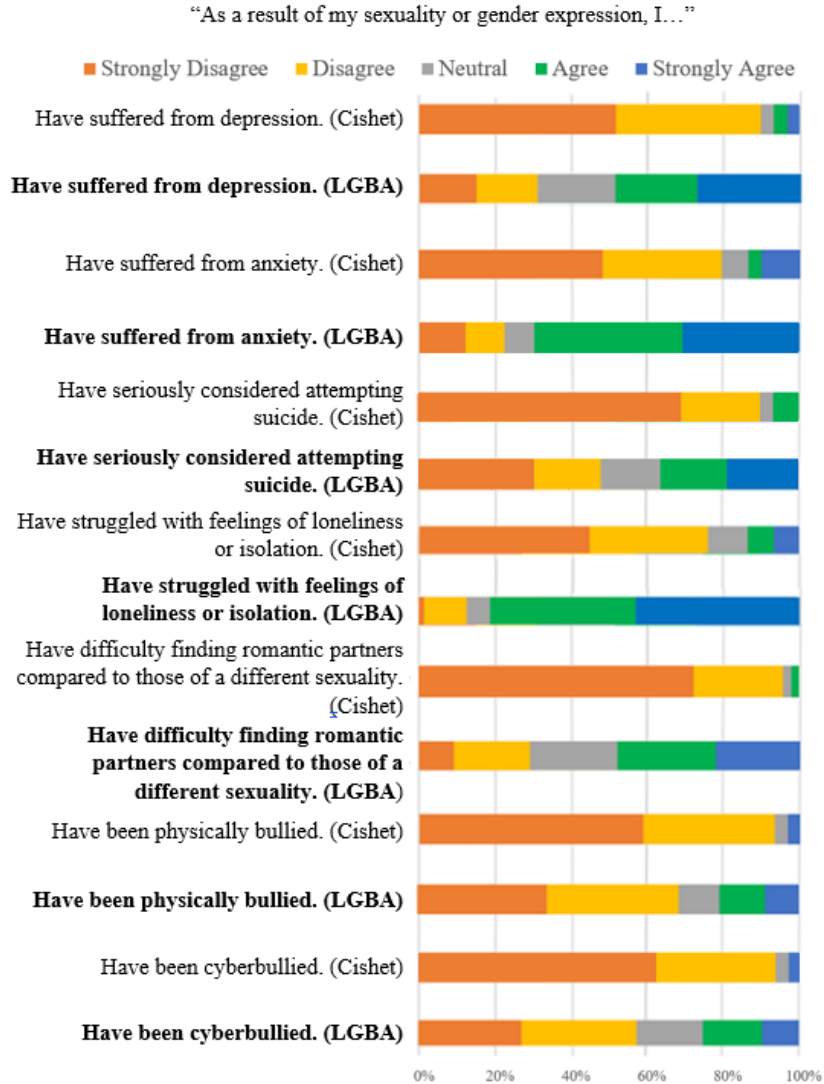 “As a result of my sexuality or gender expression, I…”
Strongly Disagree Disagree Neutral Agree Strongly Agree
Have suffered from depression. (Cishet)
Have suffered from depression. (LGBA)
Have suffered from anxiety. (Cishet)
Have suffered from anxiety. (LGBA)
Have seriously considered attempting
suicide. (Cishet)
Have seriously considered attempting
suicide. (LGBA)
Have struggled with feelings of loneliness
or isolation. (Cishet)
Have struggled with feelings of
loneliness or isolation. (LGBA)
Have difficulty finding romantic partners
compared to those of a different sexuality.
(Cishet)
Have difficulty finding romantic
partners compared to those of a
different sexuality. (LGBA)
Have been physically bullied. (Cishet)
Have been physically bullied. (LGBA)
Have been cyberbullied. (Cishet)
Have been cyberbullied. (LGBA)
0% 20% 40% 60% 80% 100%